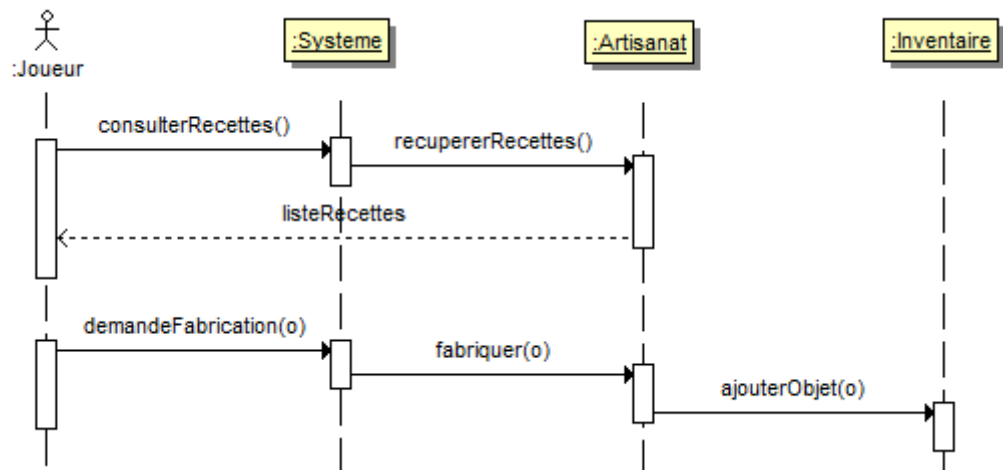 :Joueur
:Systeme
:Artisanat
:Inventaire
consulterRecettes()
recupererRecettes()
listeRecettes
demandeFabrication(o)
fabriquer(o)
ajouterObjet(o)